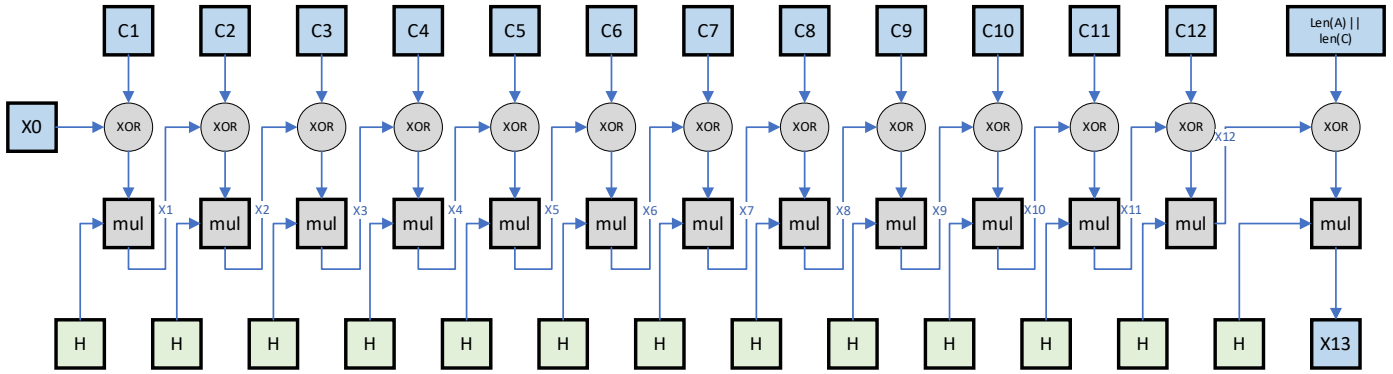 C1 C2 C3 C4 C5 C6 C7 C8 C9 C10 C11 C12 Len(A) ||
len(C)
X0 XOR XOR XOR XOR XOR XOR XOR XOR XOR XOR XOR XOR X12 XOR
X1 X2 X3 X4 X5 X6 X7 X8 X9 X10 X11
mul mul mul mul mul mul mul mul mul mul mul mul mul
H H H H H H H H H H H H H X13